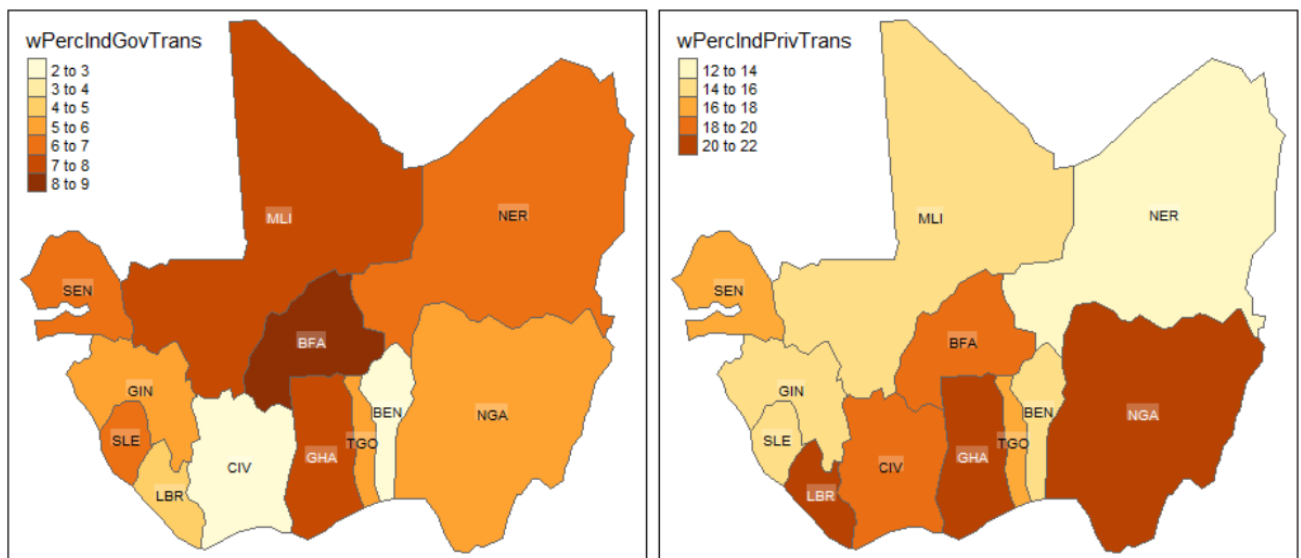 wPercIndGovTrans
2 to 3
3 to 4
4 to 5
5 to 6
6 to 7
7 to 8
8 to 9
MLI
NER
SEN
BFA
GIN
BEN
NGA
SLE
TGO
GHA
CIV
LBR
wPercIndPrivTrans
12 to 14
14 to 16
16 to 18
18 to 20
20 to 22
MLI
NER
SEN
BFA
GIN
BEN
NGA
SLE
TGO
GHA
CIV
LBR